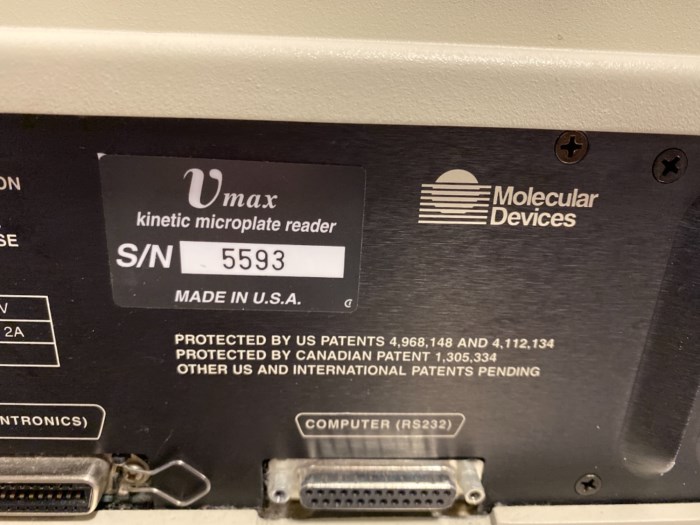 ON
SE
V
2A
Vmax
kinetic microplate reader
S/N 5593
MADE IN U.S.A.
Molecular
Devices
PROTECTED BY US PATENTS 4,968,148 AND 4,112,134
PROTECTED BY CANADIAN PATENT 1,305,334
OTHER US AND INTERNATIONAL PATENTS PENDING
NTRONICS)
COMPUTER (RS232)